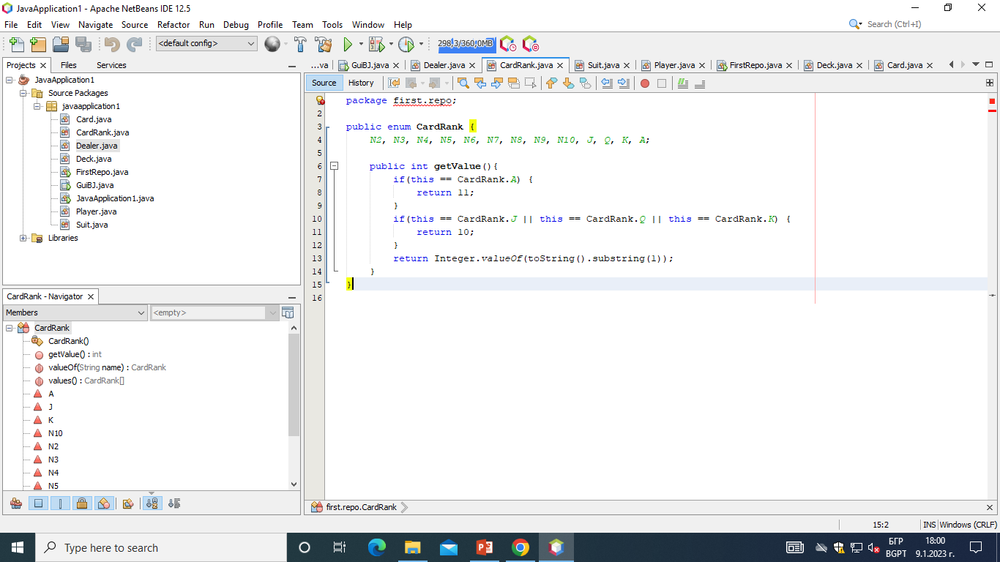 JavaApplication1 - Apache NetBeans IDE 12.5
File Edit View Navigate Source Refactor Run Debug Profile Team Tools Window Help
Search (Ctrl+I)
<default config>
298,3/360,0MB
Projects Files Services
JavaApplication1
Source Packages
javaapplication1
Card.java
CardRank.java
Dealer.java
Deck.java
FirstRepo.java
GuiBJ.java
JavaApplication1.java
Player.java
Suit.java
Libraries
CardRank - Navigator
Members
<empty>
CardRank
CardRank()
getValue() : int
valueOf(String name) : CardRank
values() : CardRank[]
A
J
K
N10
N2
N3
N4
N5
...va GuiBJ.java Dealer.java CardRank.java Suit.java Player.java FirstRepo.java Deck.java Card.java
Source History
package first.repo;
2
3 public enum CardRank {
4 N2, N3, N4, N5, N6, N7, N8, N9, N10, J, Q, K, A;
5
6 public int getValue(){
7 if(this == CardRank.A) {
8 return 11;
9 }
10 if(this == CardRank.J || this == CardRank.Q || this == CardRank.K) {
11 return 10;
12 }
13 return Integer.valueOf(toString().substring(1));
14 }
15 }
16
first.repo.CardRank
15:2 INS Windows (CRLF)
Type here to search
БГР
BGPT
18:00
9.1.2023 г.